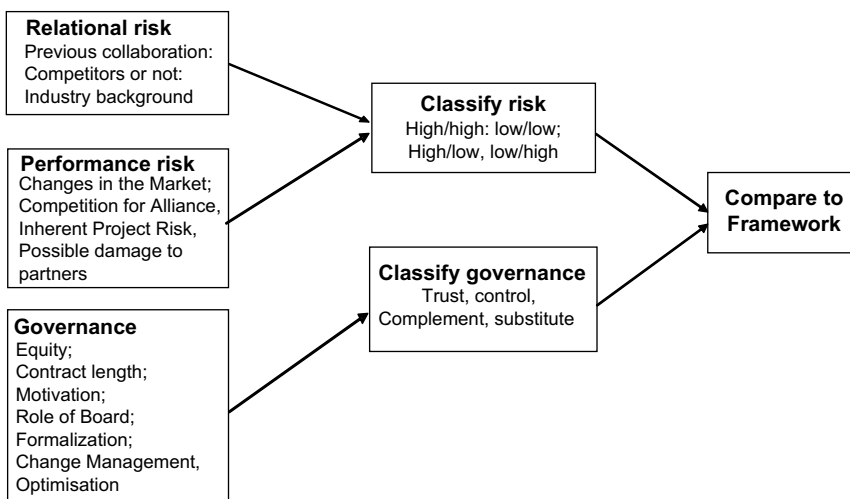 Relational risk
Previous collaboration:
Competitors or not:
Industry background
Performance risk
Changes in the Market;
Competition for Alliance,
Inherent Project Risk,
Possible damage to
partners
Governance
Equity;
Contract length;
Motivation;
Role of Board;
Formalization;
Change Management,
Optimisation
Classify risk
High/high: low/low;
High/low, low/high
Classify governance
Trust, control,
Complement, substitute
Compare to
Framework